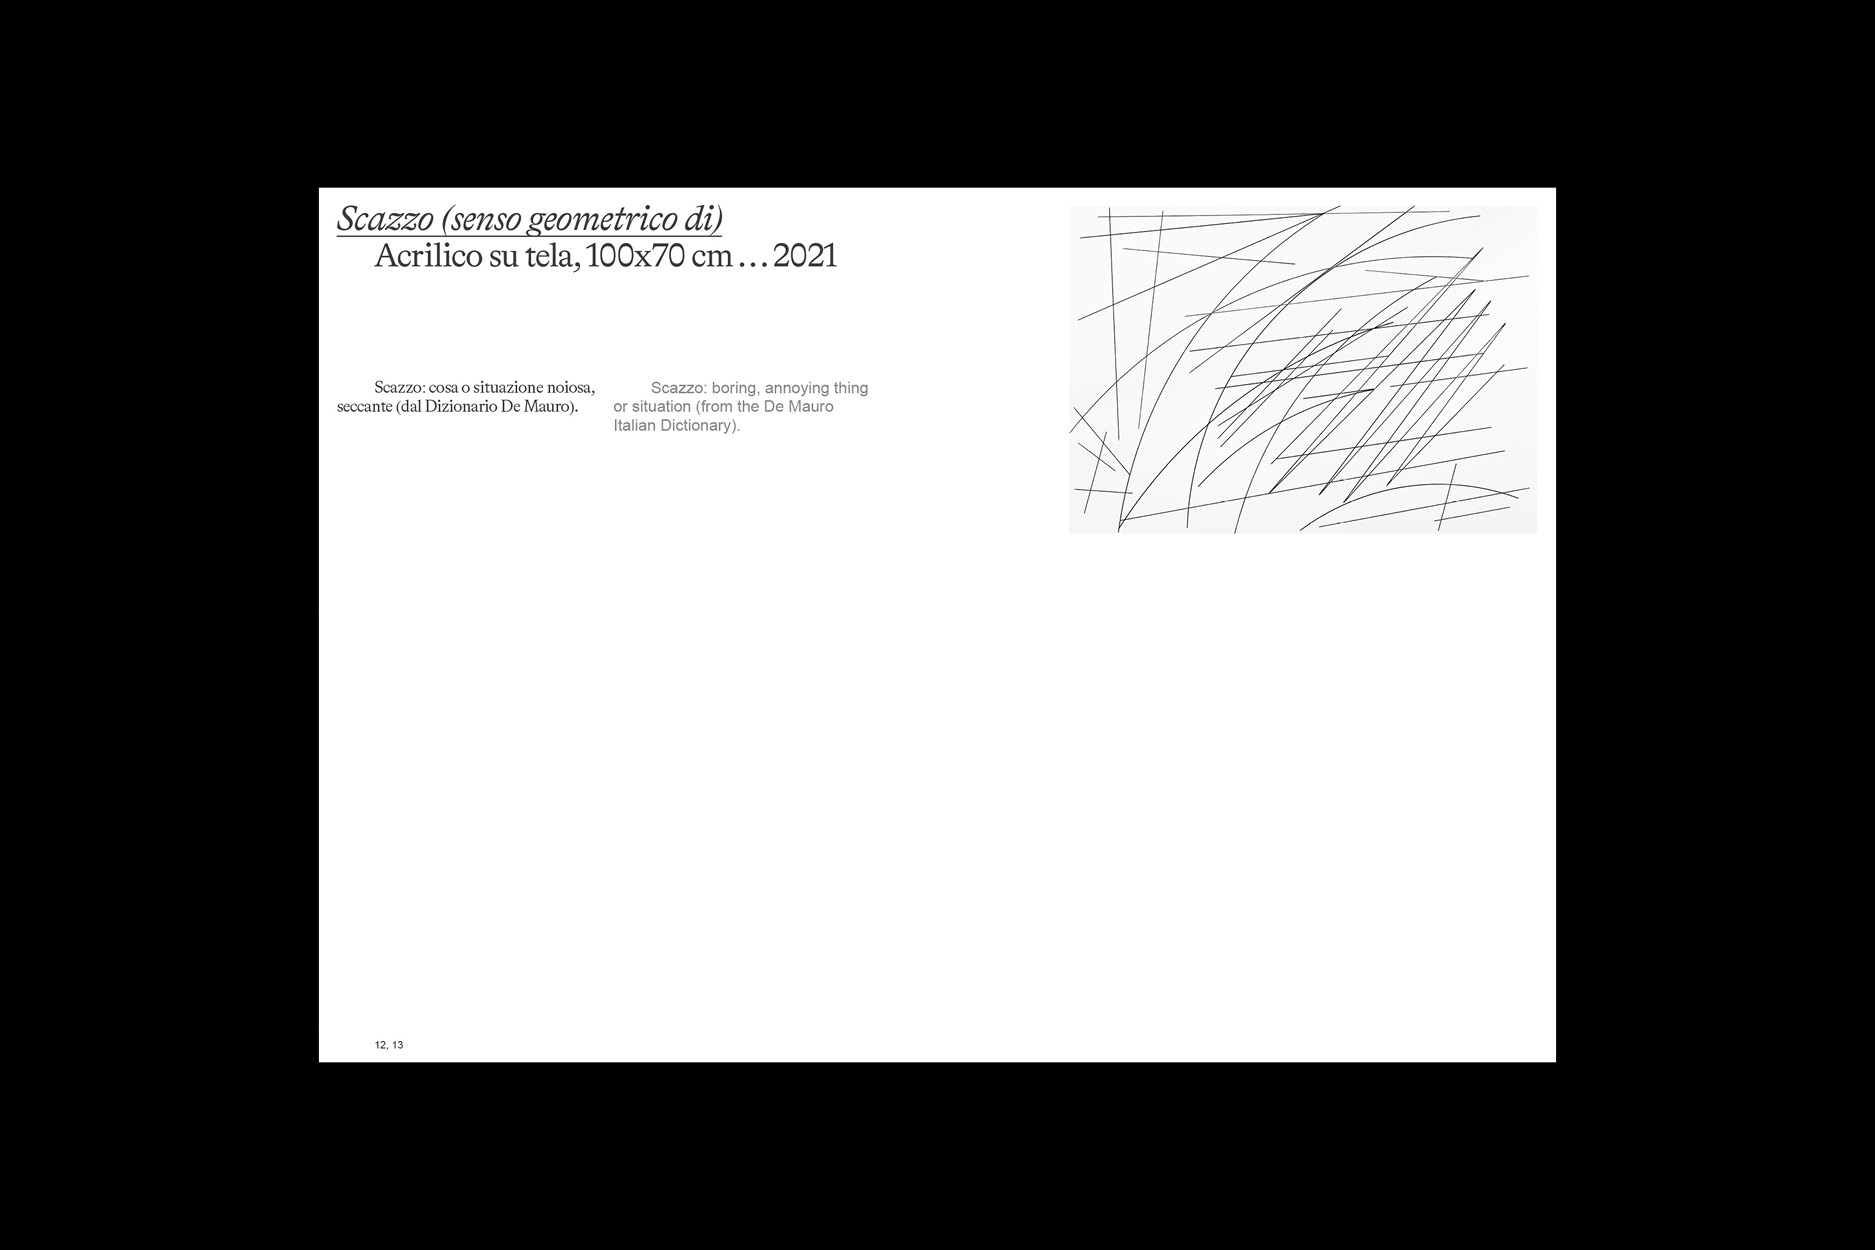 Scazzo (senso geometrico di)
Acrilico su tela, 100x70 cm ... 2021
Scazzo: cosa o situazione noiosa,
seccante (dal Dizionario De Mauro).
Scazzo: boring, annoying thing
or situation (from the De Mauro
Italian Dictionary).
12, 13